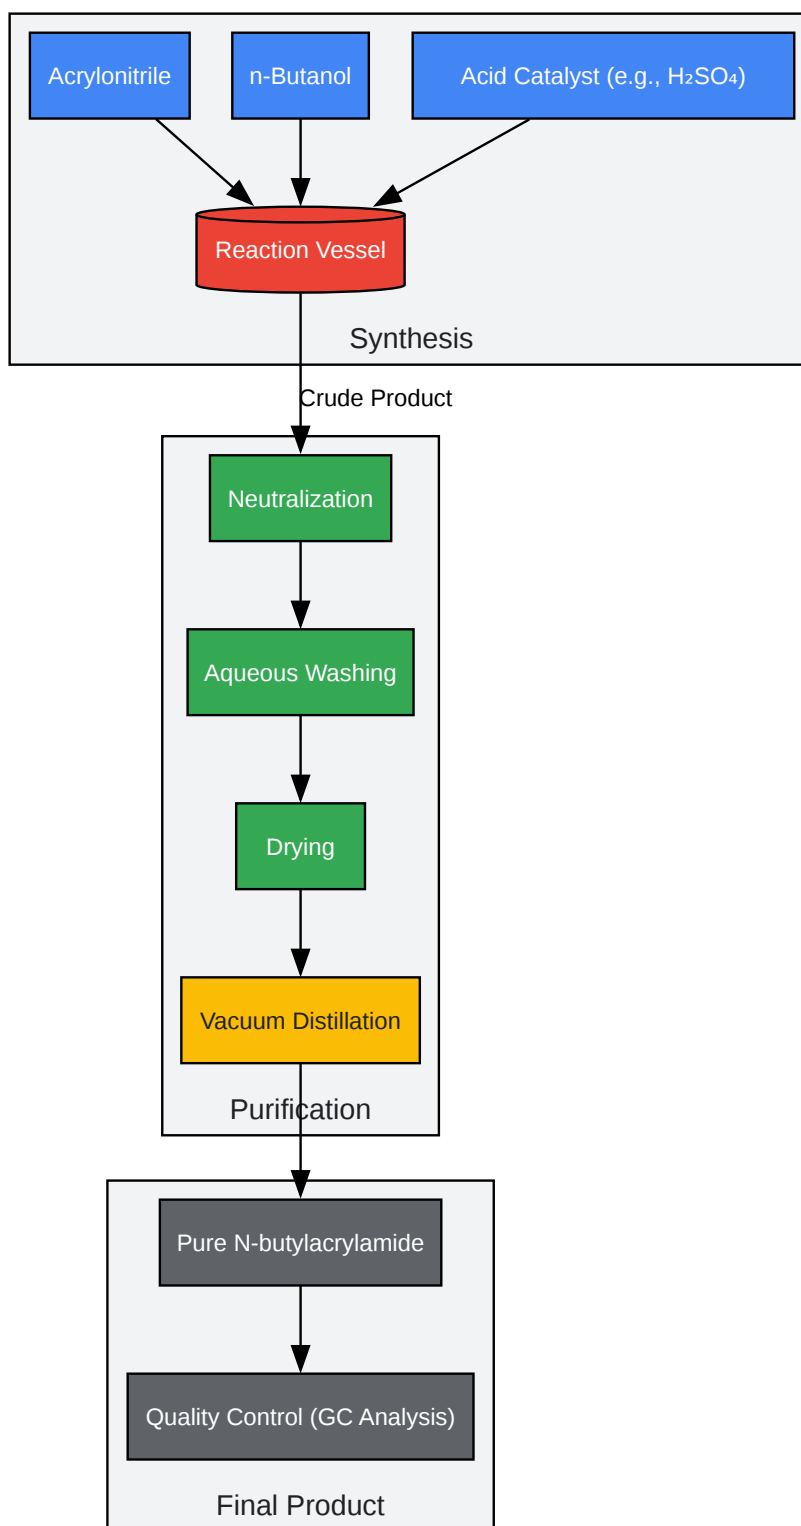 Acrylonitrile
n-Butanol
Acid Catalyst (e.g., H₂SO₄)
Reaction Vessel
Synthesis
Crude Product
Neutralization
Aqueous Washing
Drying
Vacuum Distillation
Purification
Pure N-butylacrylamide
Quality Control (GC Analysis)
Final Product